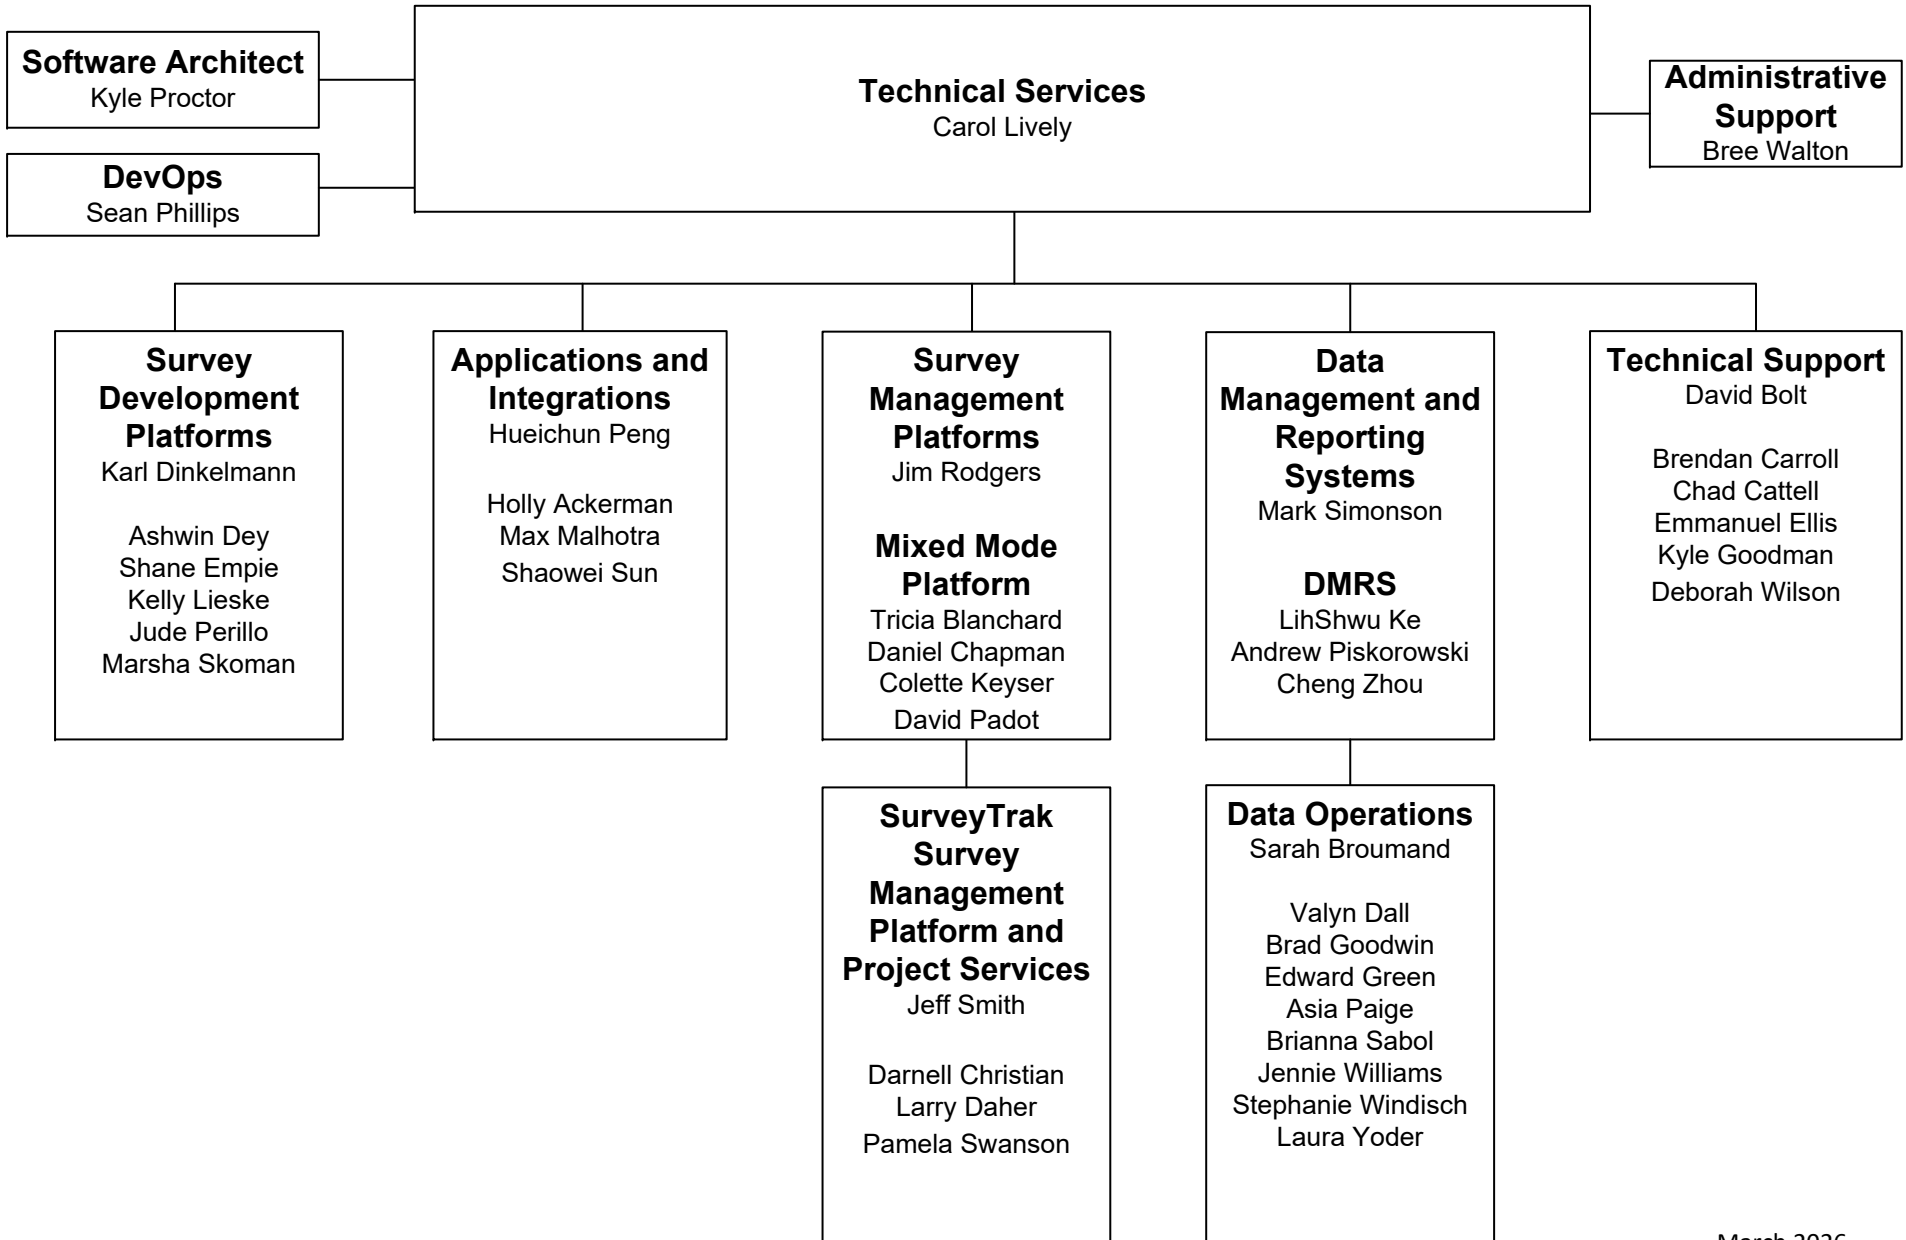 Software Architect
Kyle Proctor
DevOps
Sean Phillips
Technical Services
Carol Lively
Administrative
Support
Bree Walton
Survey
Development
Platforms
Karl Dinkelmann
Ashwin Dey
Shane Empie
Kelly Lieske
Jude Perillo
Marsha Skoman
Applications and
Integrations
Hueichun Peng
Holly Ackerman
Max Malhotra
Shaowei Sun
Survey
Management
Platforms
Jim Rodgers
Mixed Mode
Platform
Tricia Blanchard
Daniel Chapman
Colette Keyser
David Padot
Data
Management and
Reporting
Systems
Mark Simonson
DMRS
LihShwu Ke
Andrew Piskorowski
Cheng Zhou
Technical Support
David Bolt
Brendan Carroll
Chad Cattell
Emmanuel Ellis
Kyle Goodman
Deborah Wilson
SurveyTrak
Survey
Management
Platform and
Project Services
Jeff Smith
Darnell Christian
Larry Daher
Pamela Swanson
Data Operations
Sarah Broumand
Valyn Dall
Brad Goodwin
Edward Green
Asia Paige
Brianna Sabol
Jennie Williams
Stephanie Windisch
Laura Yoder
March 2026